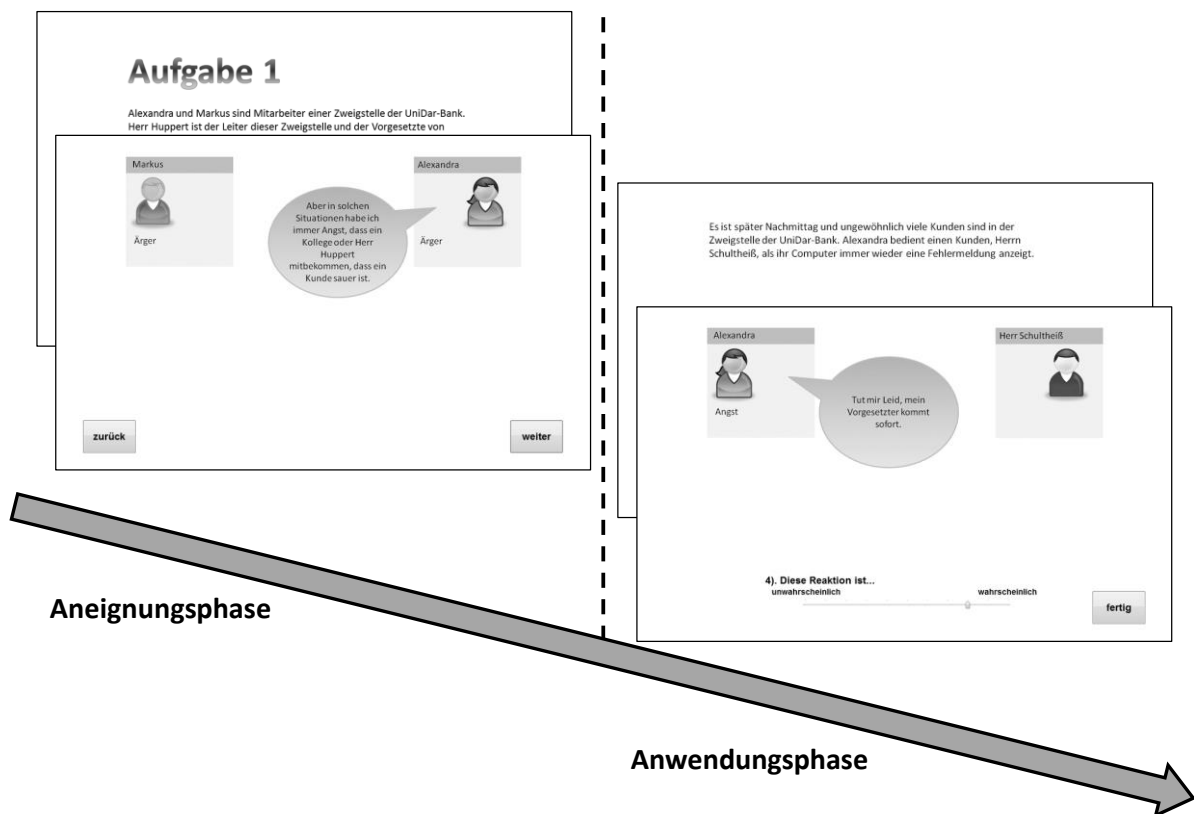 Aufgabe 1
Alexandra und Markus sind Mitarbeiter einer Zweigstelle der UniDar-Bank.
Herr Huppert ist der Leiter dieser Zweigstelle und der Vorgesetzte von
Markus
Ärger
Aber in solchen
Situationen habe ich
immer Angst, dass ein
Kollege oder Herr
Huppert
mitbekommen, dass ein
Kunde sauer ist.
Alexandra
Ärger
zurück
weiter
Aneignungsphase
Es ist später Nachmittag und ungewöhnlich viele Kunden sind in der
Zweigstelle der UniDar-Bank. Alexandra bedient einen Kunden, Herrn
Schultheiß, als ihr Computer immer wieder eine Fehlermeldung anzeigt.
Alexandra
Angst
Tut mir Leid, mein
Vorgesetzter kommt
sofort.
Herr Schultheiß
4). Diese Reaktion ist...
unwahrscheinlich
wahrscheinlich
fertig
Anwendungsphase